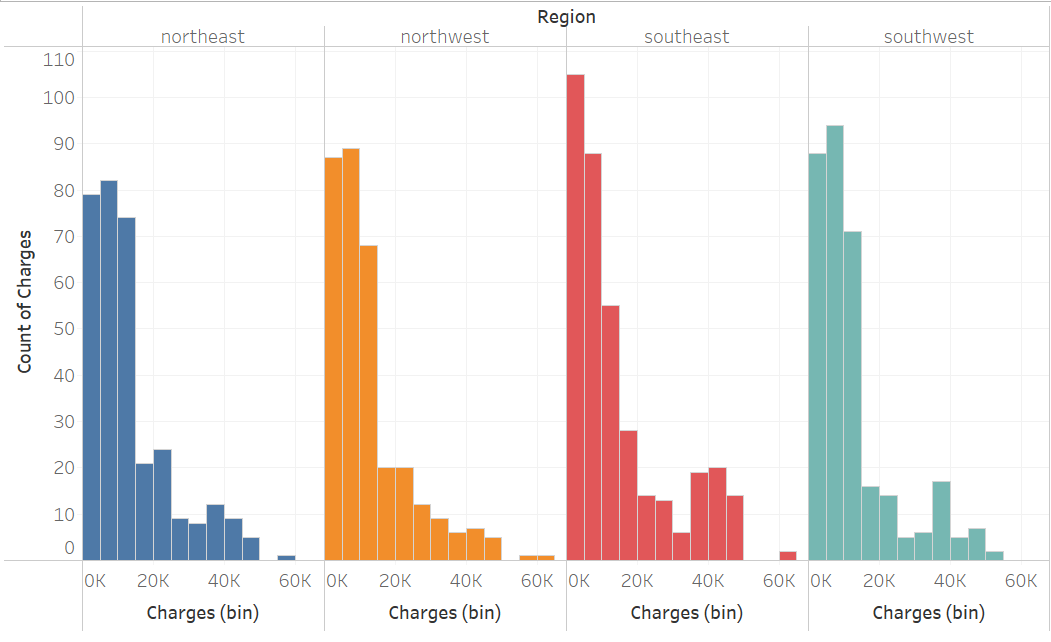 Region
northeast northwest southeast southwest
110
100
90
80
70
60
50
40
30
20
10
0
Count of Charges
0K 20K 40K 60K 0K 20K 40K 60K 0K 20K 40K 60K 0K 20K 40K 60K
Charges (bin) Charges (bin) Charges (bin) Charges (bin)